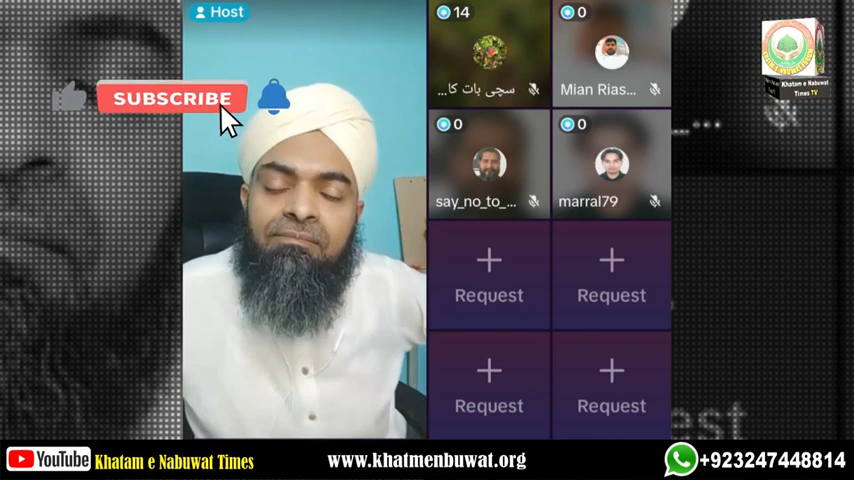 Host
14
سچی بات کا...
0
Mian Rias...
0
say_no_to_...
0
marral79
Request
Request
Request
Request
SUBSCRIBE
Khatam e Nabuwat
Times TV
YouTube Khatam e Nabuwat Times
www.khatmenbuwat.org
+923247448814